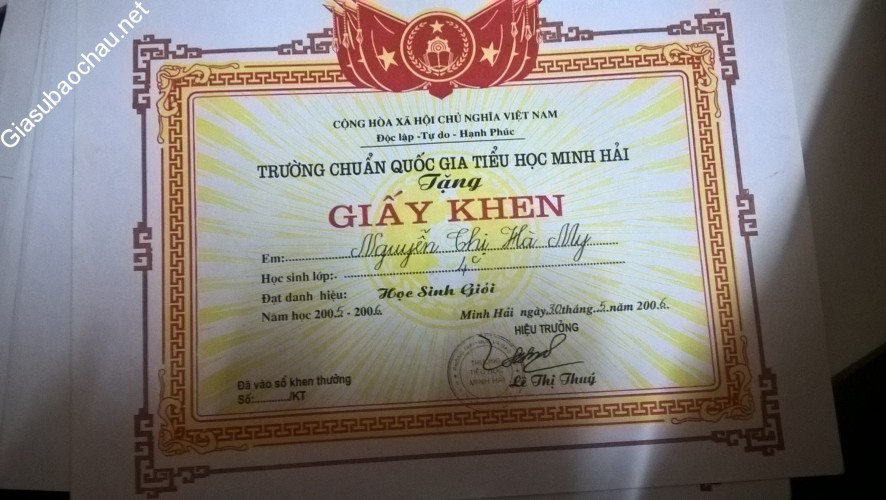 Giasubaochau.net
CỘNG HÒA XÃ HỘI CHỦ NGHĨA VIỆT NAM
Độc lập -Tự do - Hạnh Phúc
TRƯỜNG CHUẨN QUỐC GIA TIỂU HỌC MINH HẢI
Tặng
GIẤY KHEN
Em: Nguyễn Thị Hà My
Học sinh lớp: 4C
Đạt danh hiệu: Học Sinh Giỏi
Năm học 2005 - 2006
Minh Hải ngày 30 tháng 5 năm 2006.
HIỆU TRƯỞNG
Lê Thị Thuý
Đã vào sổ khen thưởng
Số:........./KT